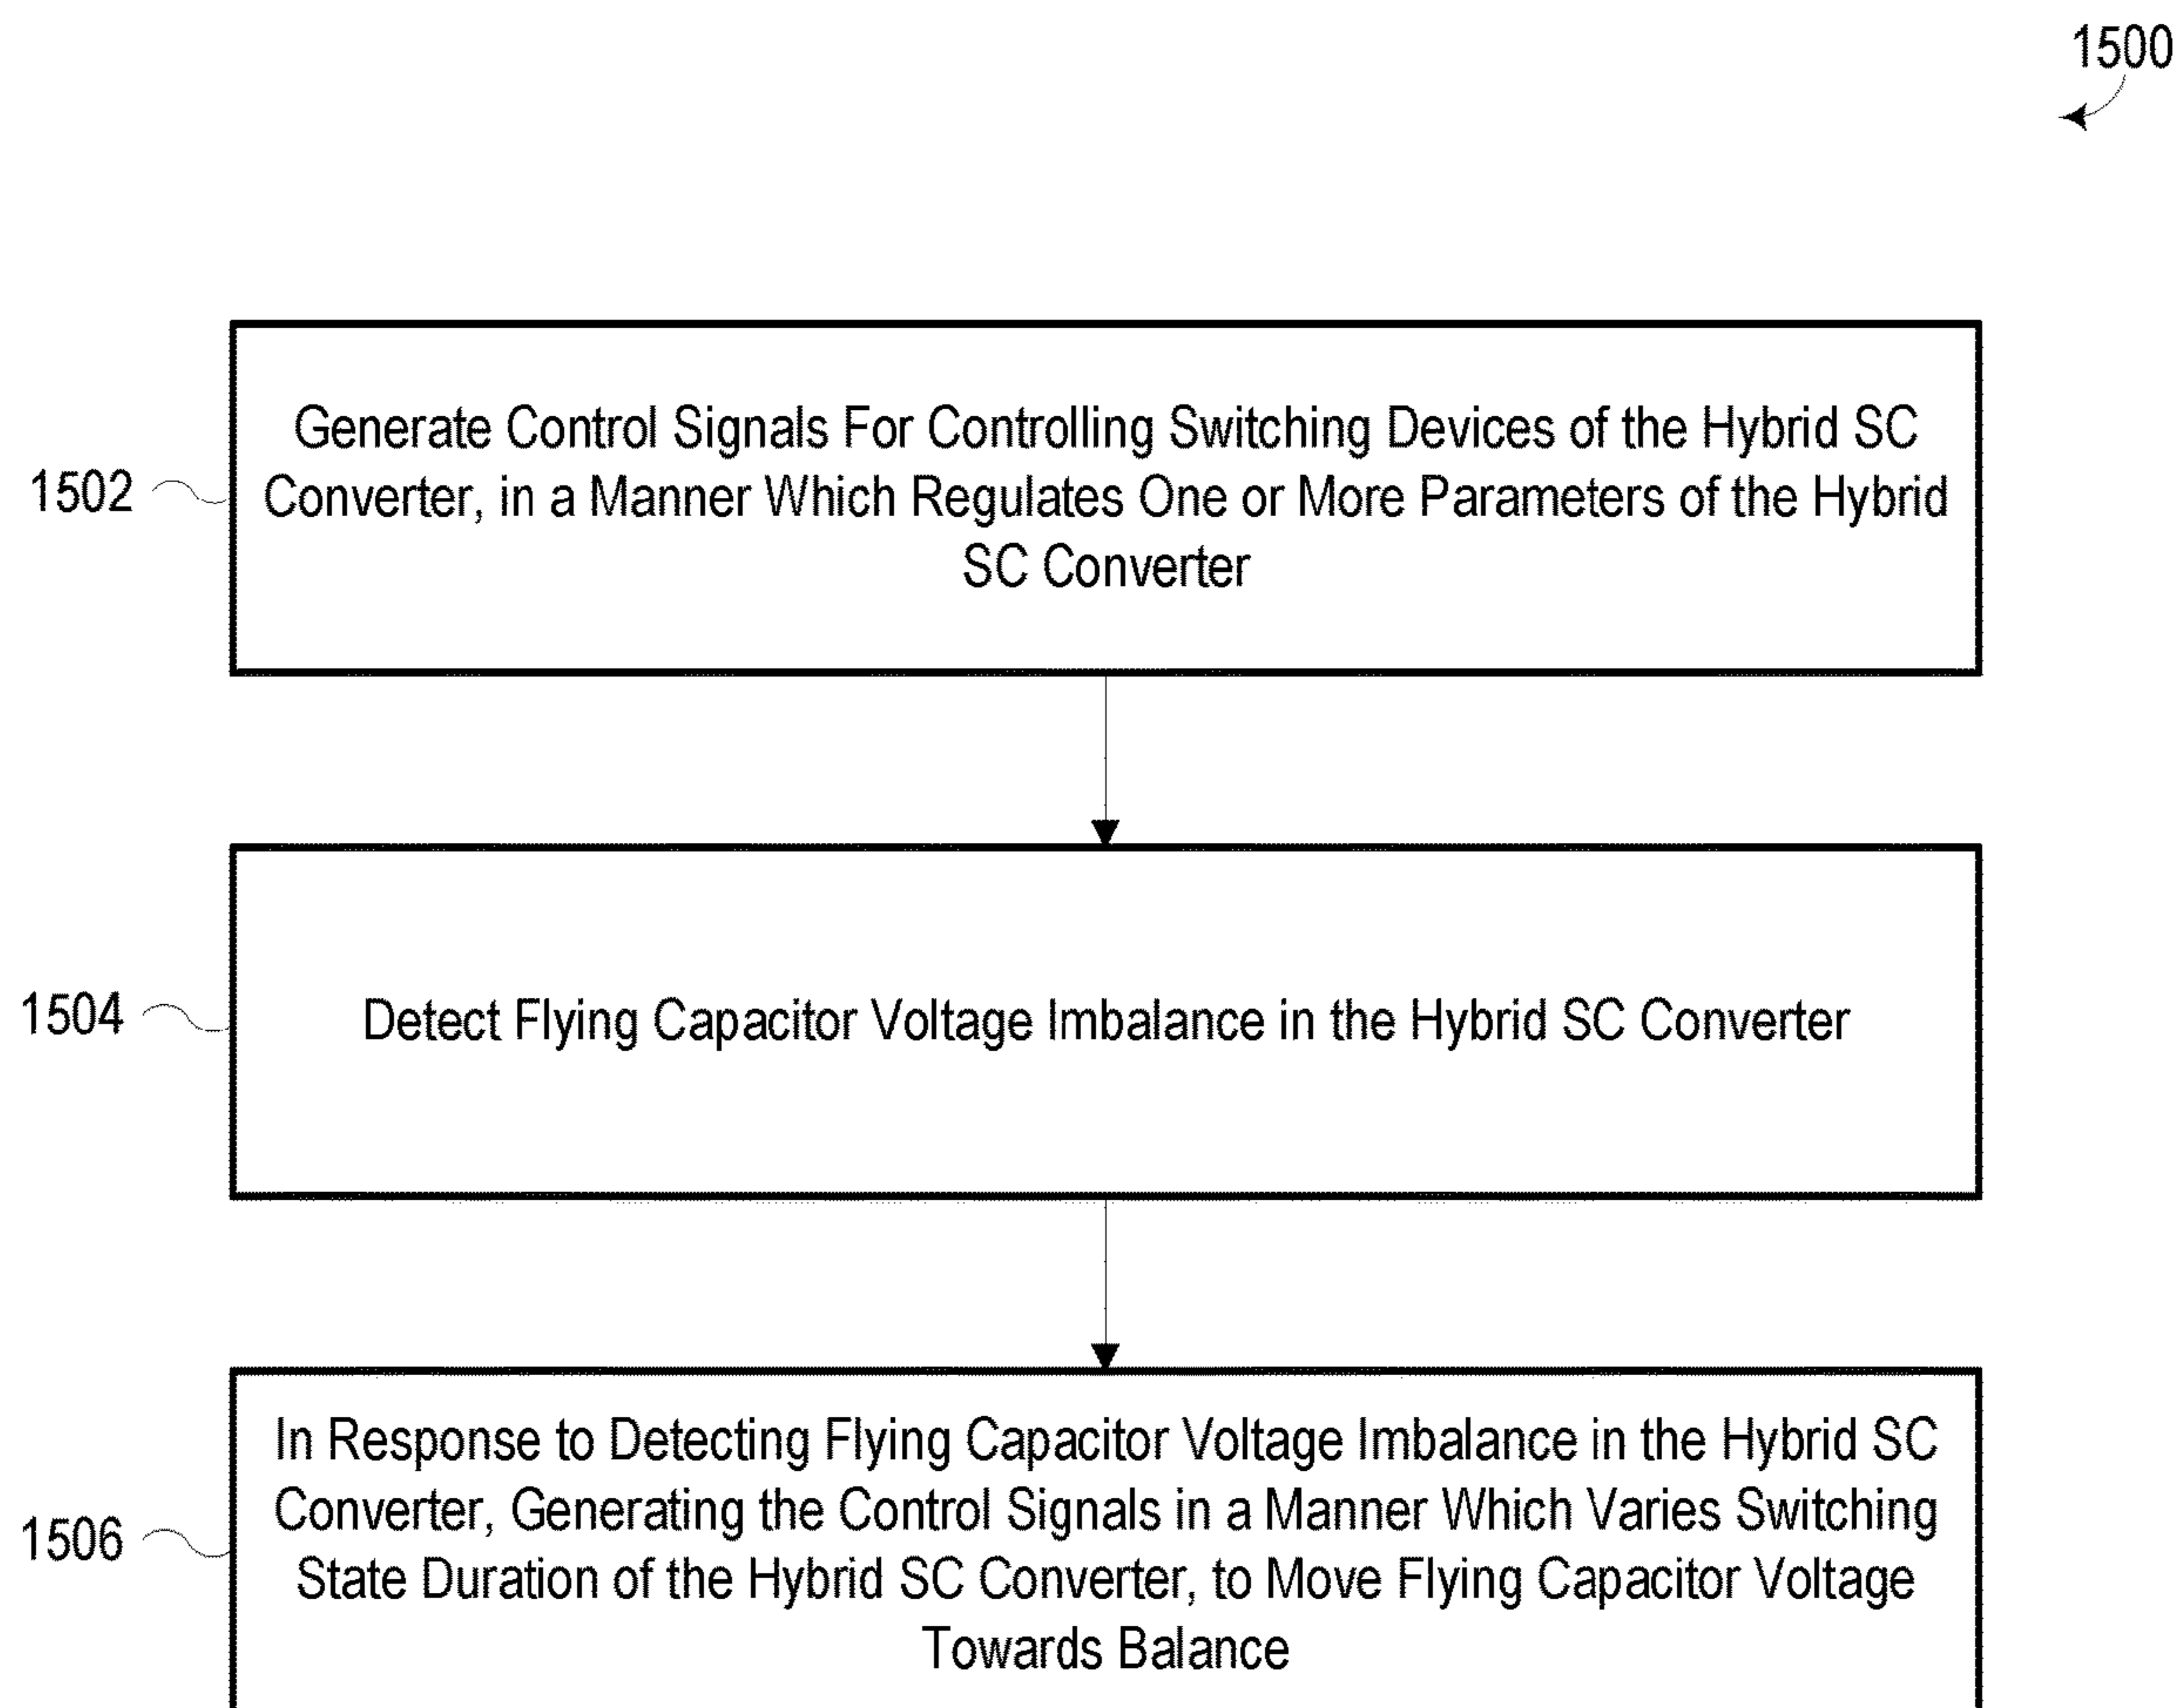 1500
1502
Generate Control Signals For Controlling Switching Devices of the Hybrid SC
Converter, in a Manner Which Regulates One or More Parameters of the Hybrid
SC Converter
1504
Detect Flying Capacitor Voltage Imbalance in the Hybrid SC Converter
1506
In Response to Detecting Flying Capacitor Voltage Imbalance in the Hybrid SC
Converter, Generating the Control Signals in a Manner Which Varies Switching
State Duration of the Hybrid SC Converter, to Move Flying Capacitor Voltage
Towards Balance